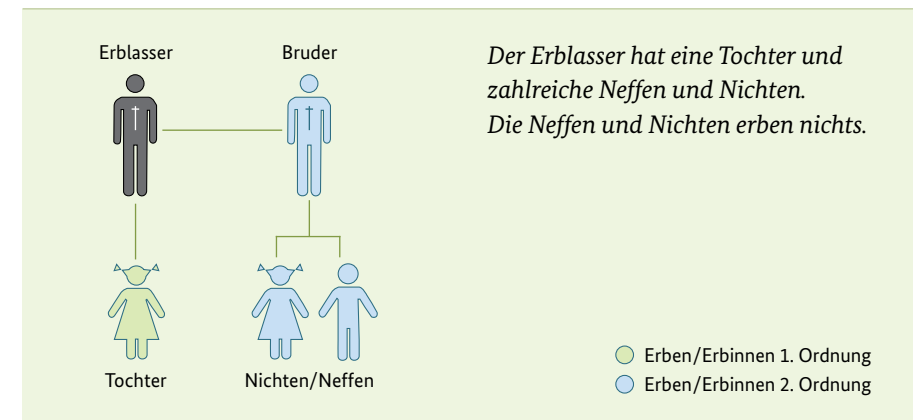 Erblasser
Bruder
Der Erblasser hat eine Tochter und
zahlreiche Neffen und Nichten.
Die Neffen und Nichten erben nichts.
Tochter
Nichten/Neffen
Erben/Erbinnen 1. Ordnung
Erben/Erbinnen 2. Ordnung